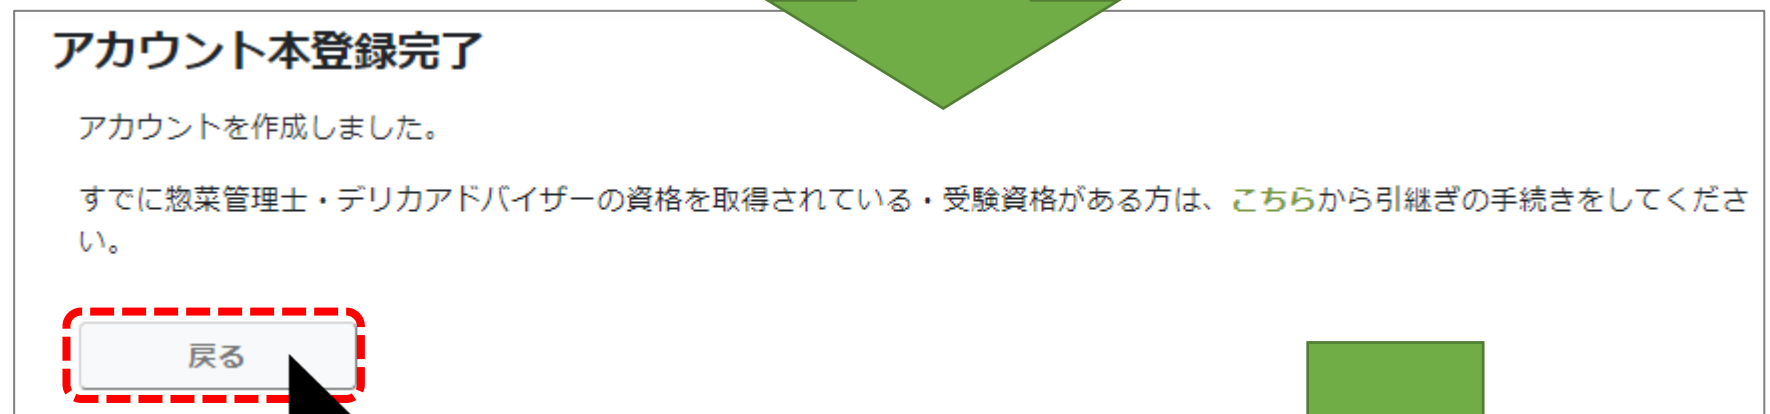 アカウント本登録完了
アカウントを作成しました。
すでに惣菜管理士・デリカアドバイザーの資格を取得されている・受験資格がある方は、こちらから引継ぎの手続きをしてくださ
い。
戻る